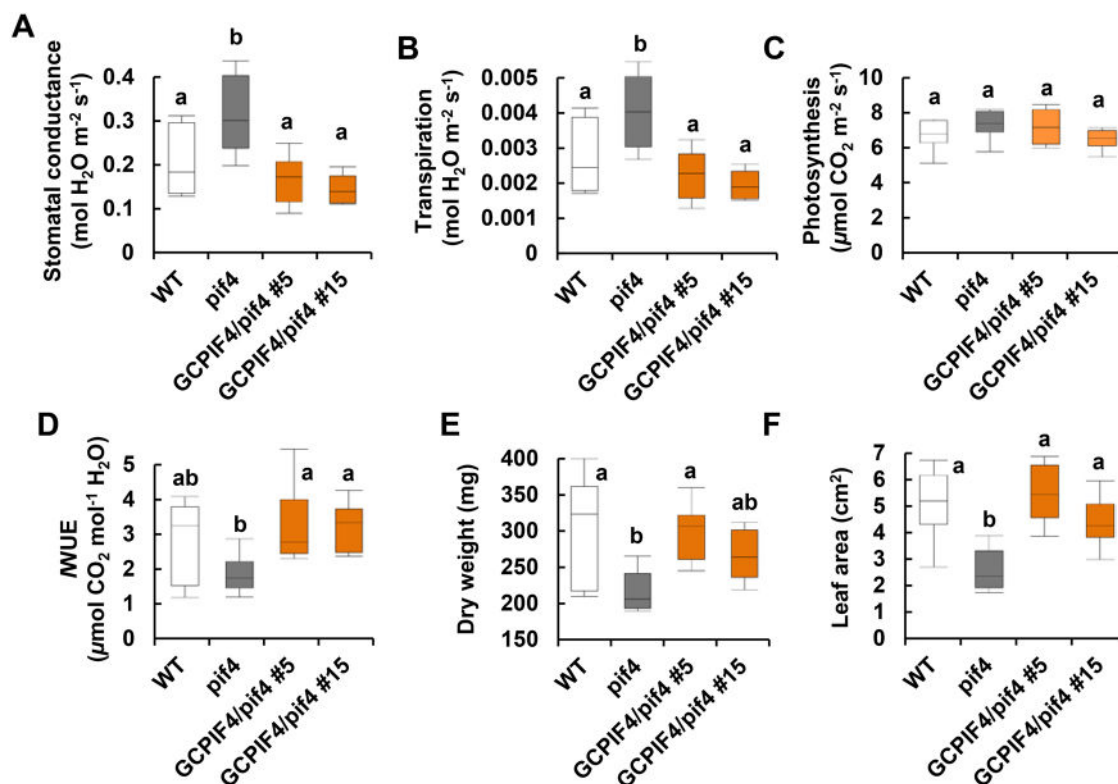 A
Stomatal conductance
(mol H₂O m⁻² s⁻¹)
0.5
0.4
0.3
0.2
0.1
0
a
b
a
a
WT
pif4
GCPIF4/pif4 #5
GCPIF4/pif4 #15
B
Transpiration
(mol H₂O m⁻² s⁻¹)
0.006
0.005
0.004
0.003
0.002
0.001
0
a
b
a
a
WT
pif4
GCPIF4/pif4 #5
GCPIF4/pif4 #15
C
Photosynthesis
(µmol CO₂ m⁻² s⁻¹)
10
8
6
4
2
0
a
a
a
a
WT
pif4
GCPIF4/pif4 #5
GCPIF4/pif4 #15
D
(µmol CO₂ mol⁻¹ H₂O)
5
4
3
2
1
0
ab
b
a
a
WT
pif4
GCPIF4/pif4 #5
GCPIF4/pif4 #15
E
Dry weight (mg)
400
350
300
250
200
150
a
b
a
ab
WT
pif4
GCPIF4/pif4 #5
GCPIF4/pif4 #15
F
Leaf area (cm²)
7
6
5
4
3
2
1
0
a
b
a
a
WT
pif4
GCPIF4/pif4 #5
GCPIF4/pif4 #15